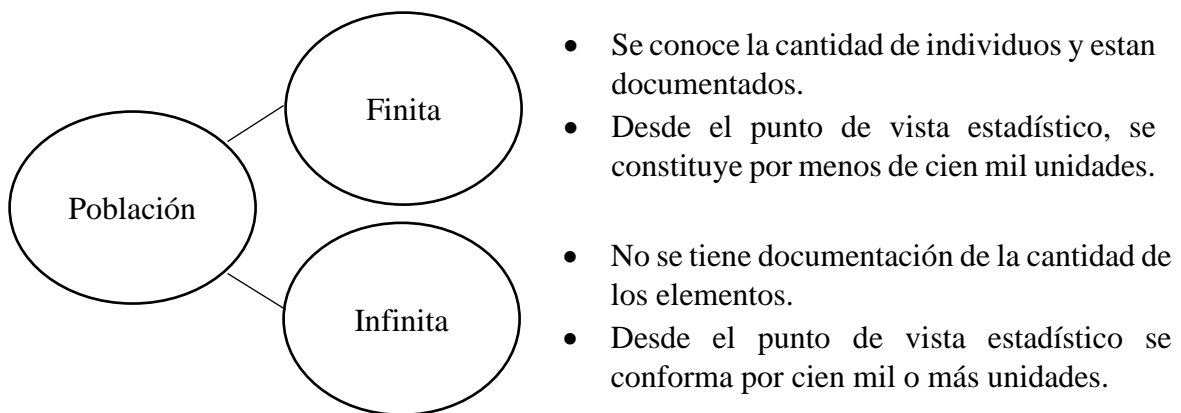 Población
Finita
• Se conoce la cantidad de individuos y estan
documentados.
• Desde el punto de vista estadístico, se
constituye por menos de cien mil unidades.
Infinita
• No se tiene documentación de la cantidad de
los elementos.
• Desde el punto de vista estadístico se
conforma por cien mil o más unidades.